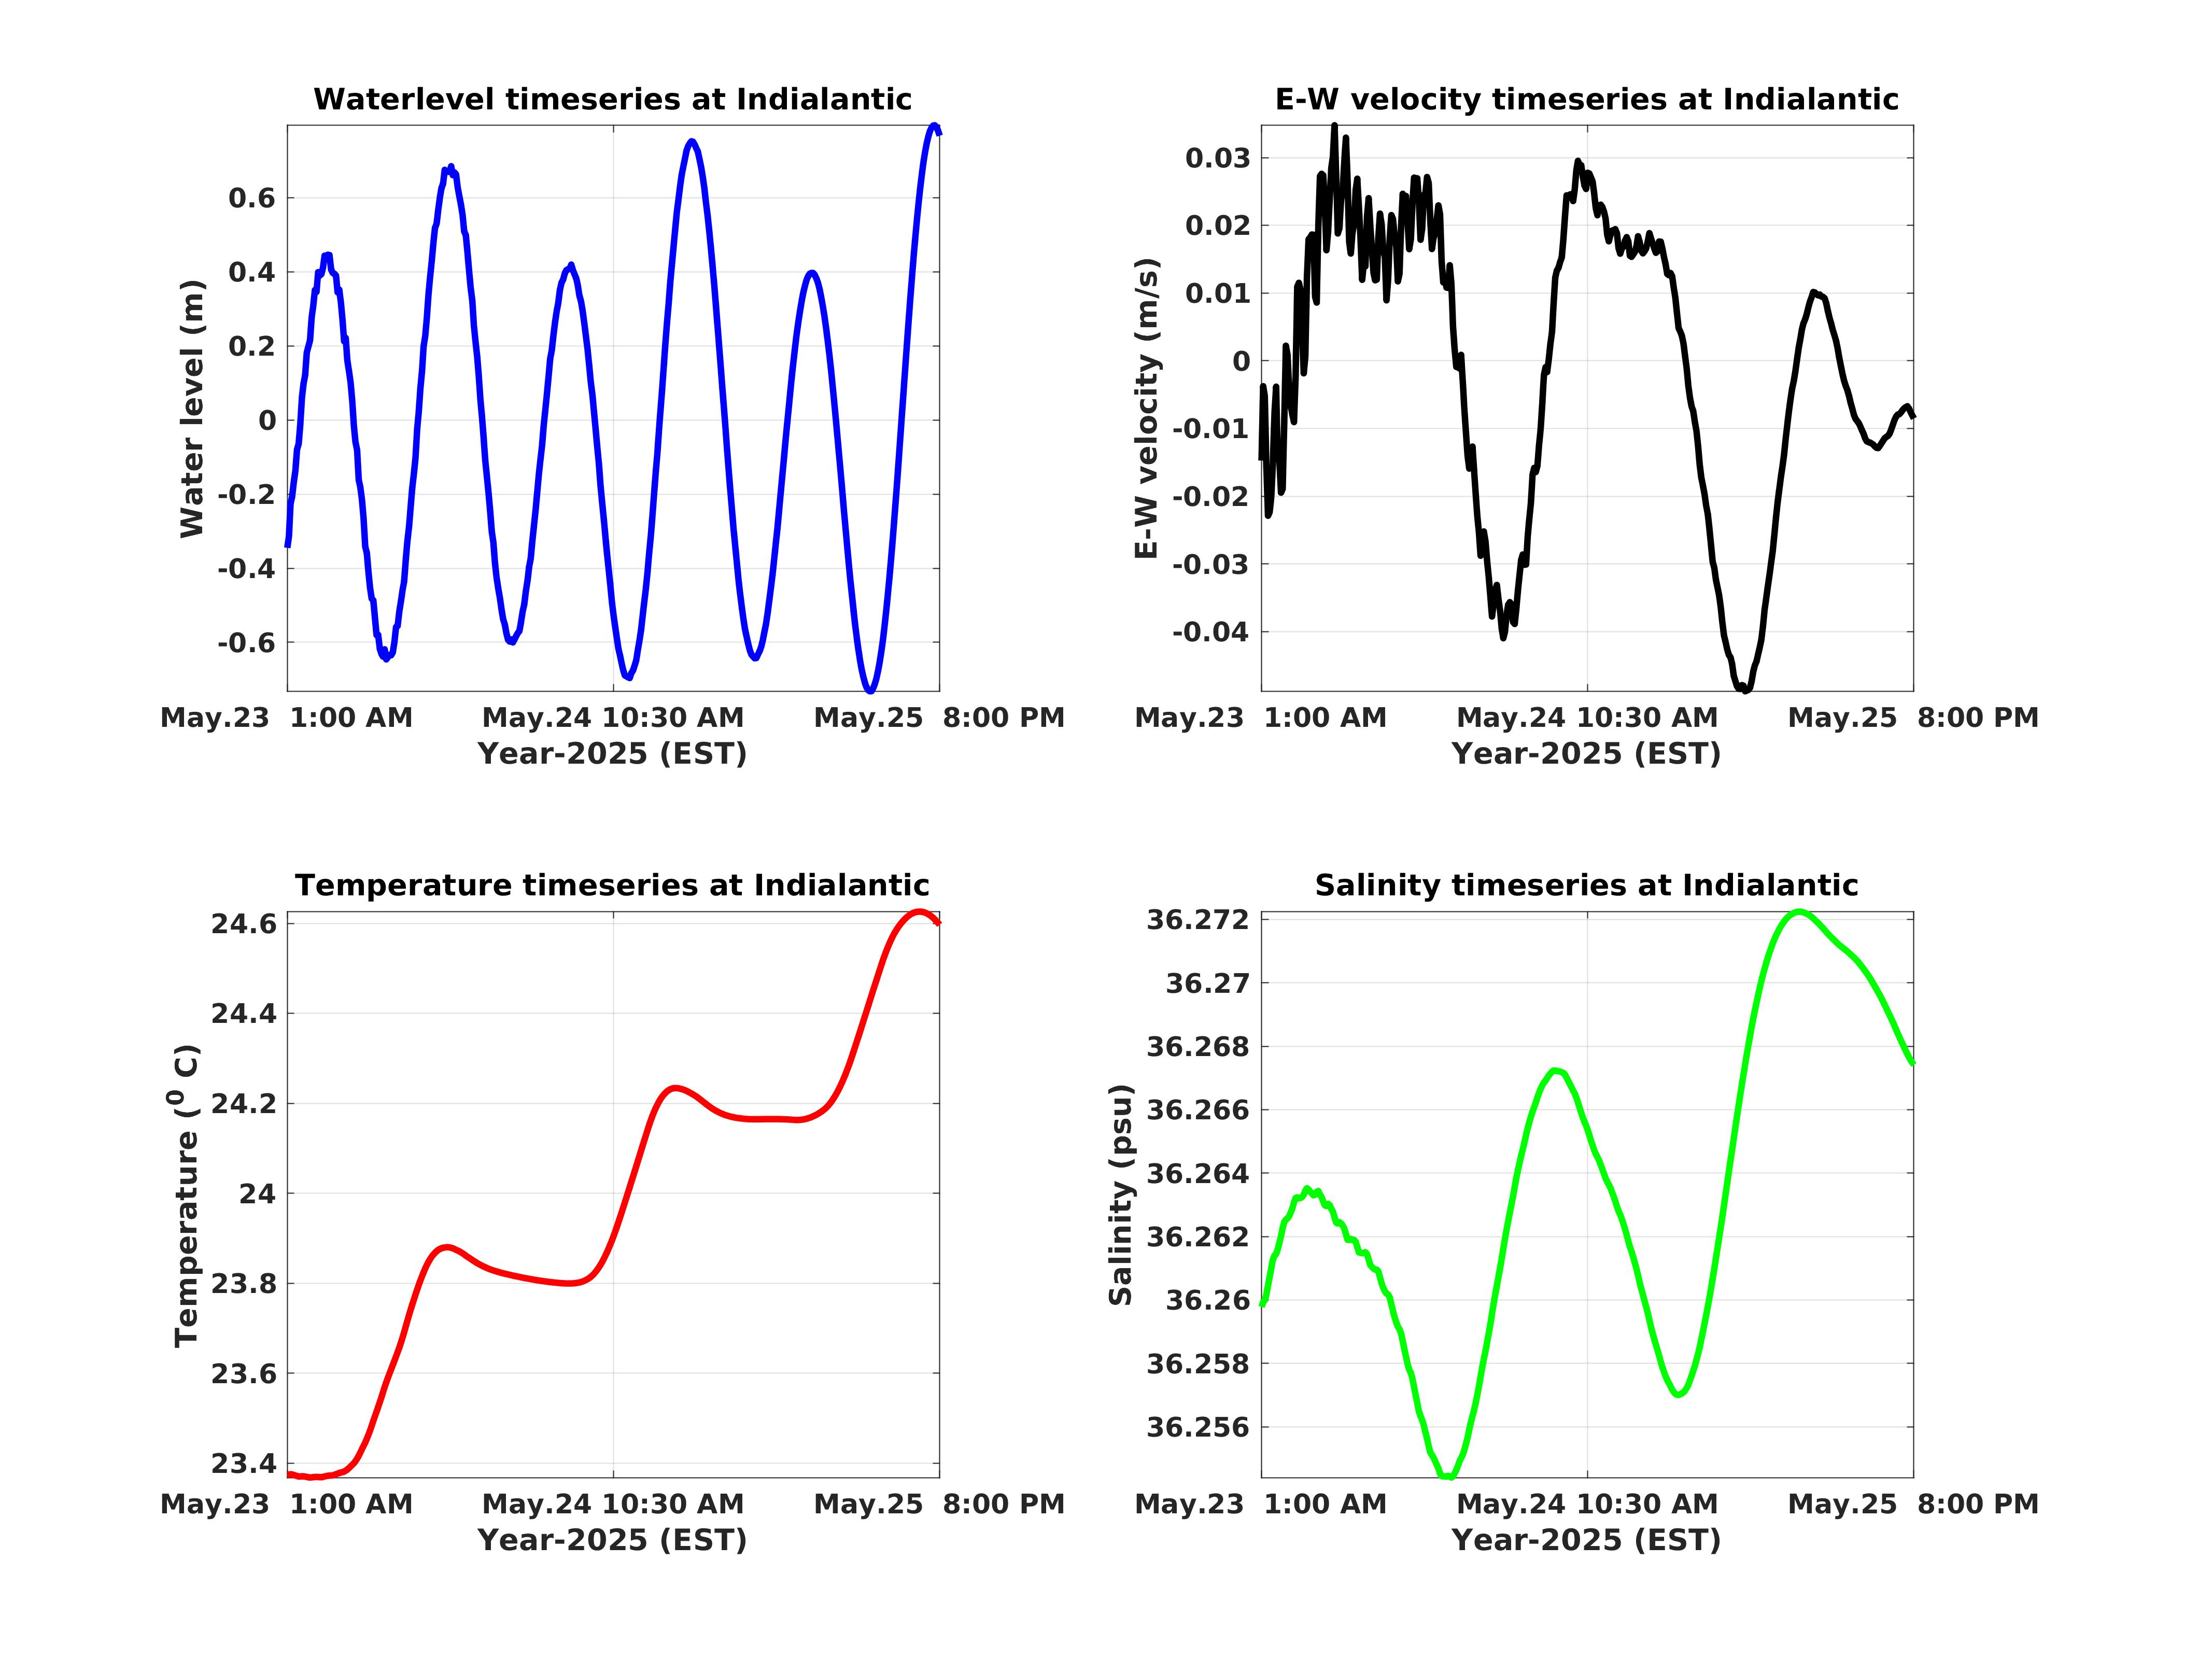 Waterlevel timeseries at Indialantic
0.6
0.4
0.2
0
-0.2
-0.4
-0.6
Water level (m)
May.23 1:00 AM May.24 10:30 AM May.25 8:00 PM
Year-2025 (EST)
E-W velocity timeseries at Indialantic
0.03
0.02
0.01
0
-0.01
-0.02
-0.03
-0.04
E-W velocity (m/s)
May.23 1:00 AM May.24 10:30 AM May.25 8:00 PM
Year-2025 (EST)
Temperature timeseries at Indialantic
24.6
24.4
24.2
24
23.8
23.6
23.4
Temperature (⁰ C)
May.23 1:00 AM May.24 10:30 AM May.25 8:00 PM
Year-2025 (EST)
Salinity timeseries at Indialantic
36.272
36.27
36.268
36.266
36.264
36.262
36.26
36.258
36.256
Salinity (psu)
May.23 1:00 AM May.24 10:30 AM May.25 8:00 PM
Year-2025 (EST)